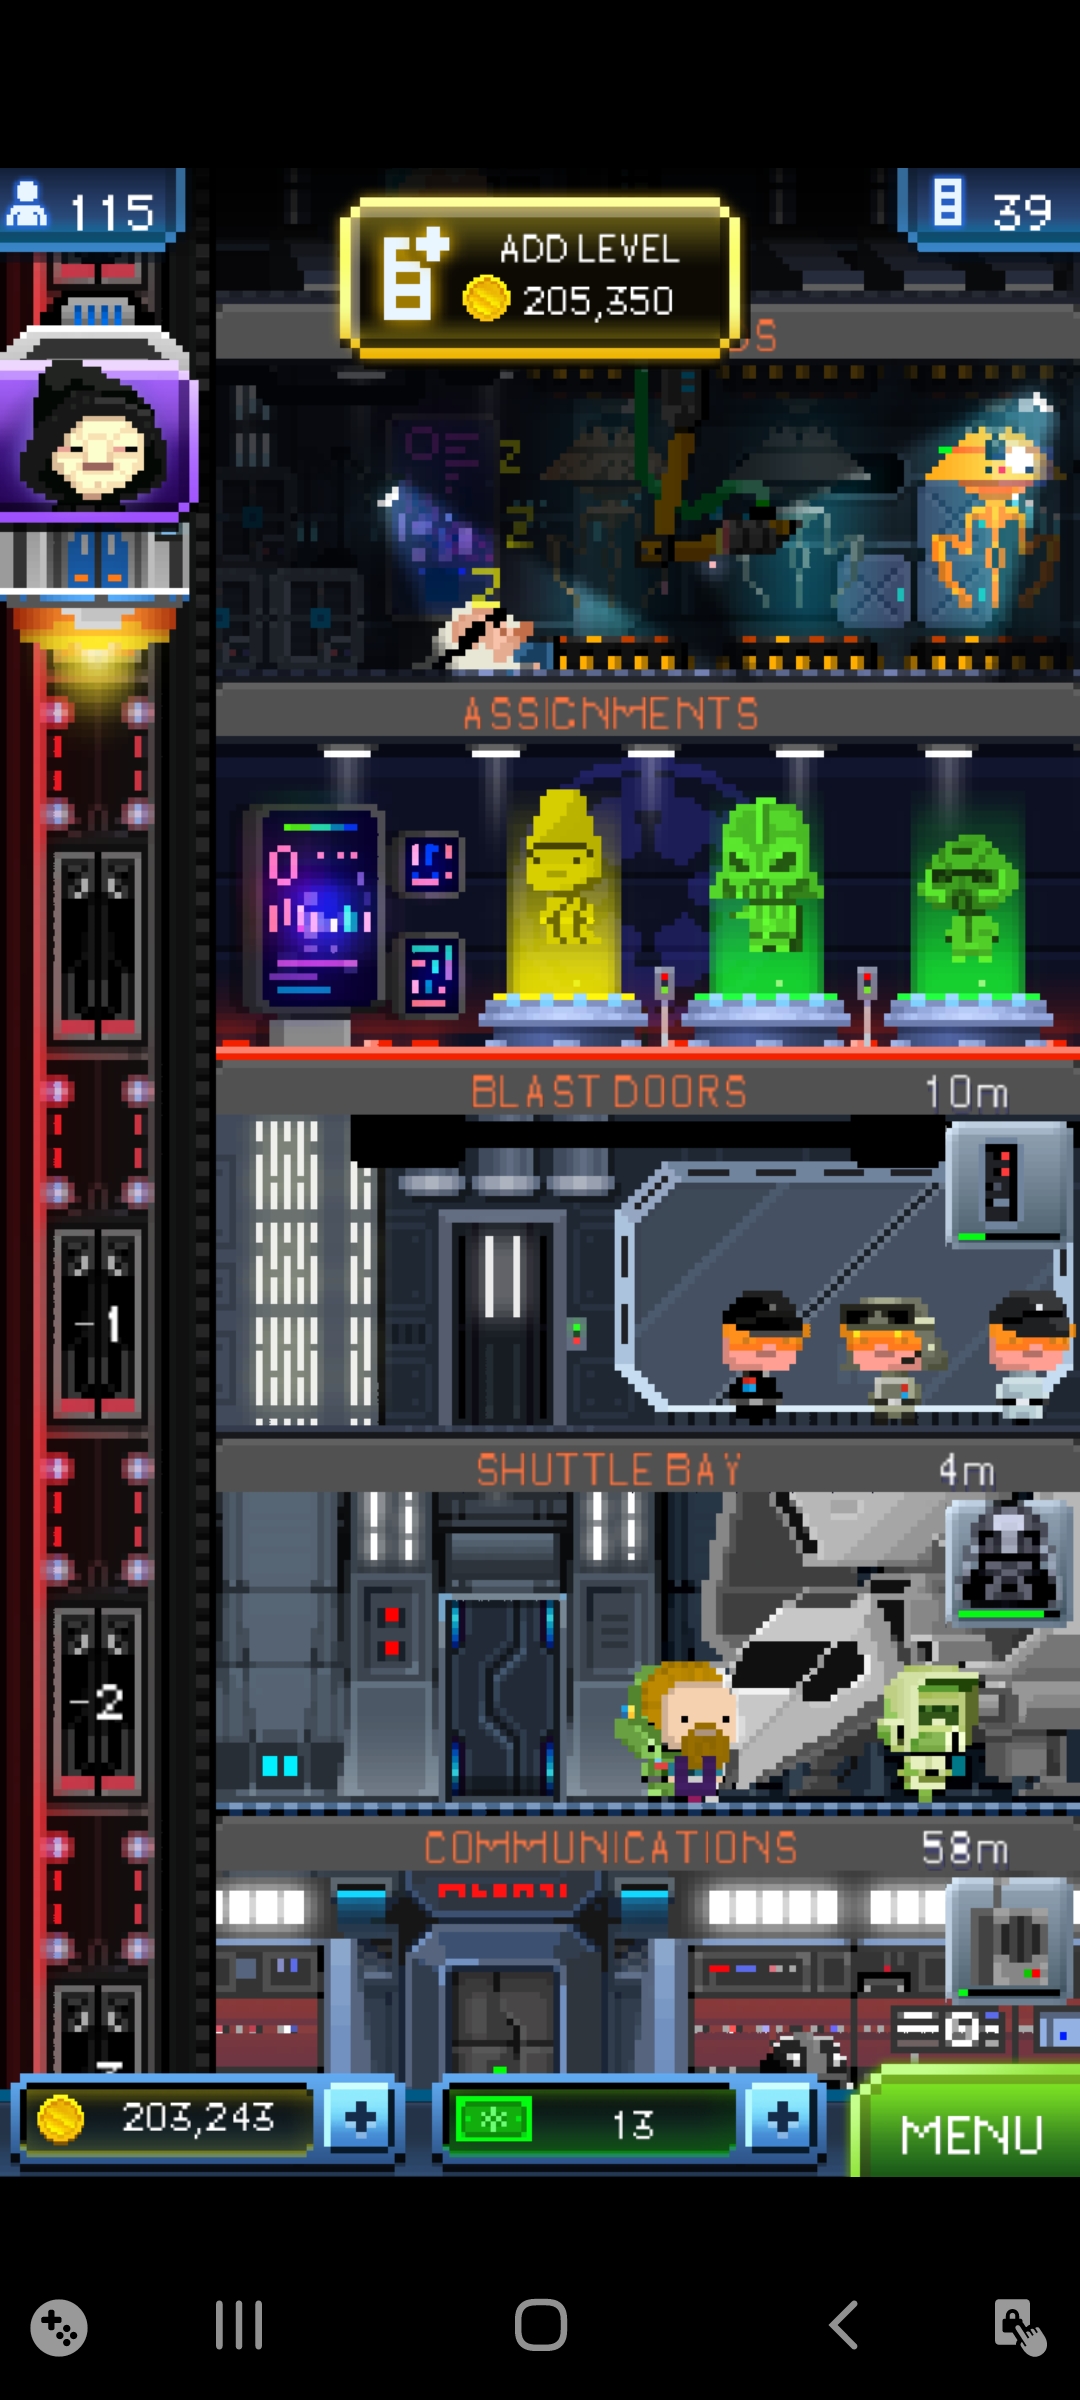 115
ADD LEVEL
205,350
39
ASSIGNMENTS
BLAST DOORS
10m
-1
SHUTTLE BAY
4m
-2
COMMUNICATIONS
58m
203,243
13
MENU